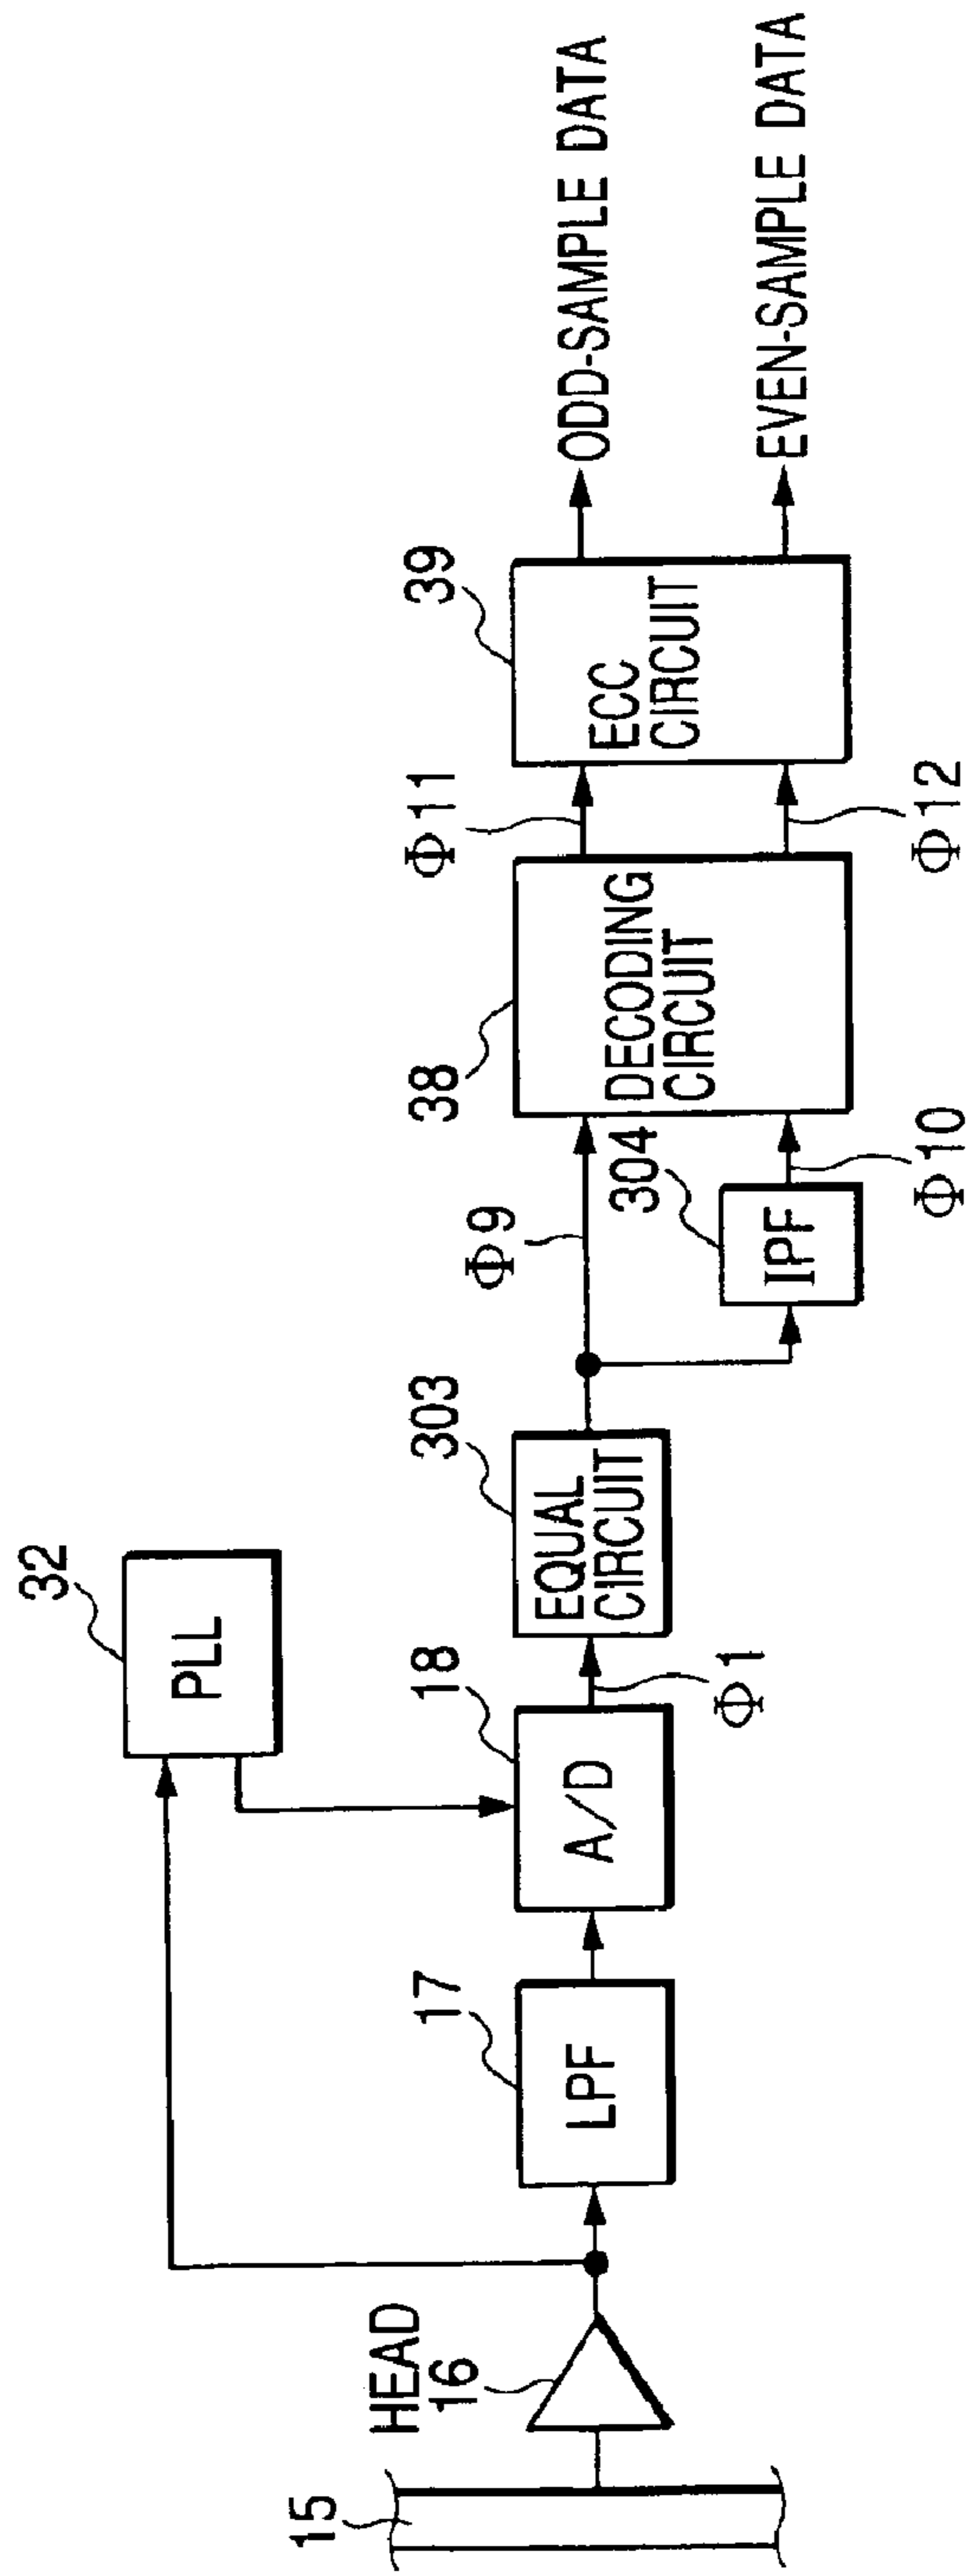 15
HEAD
16
17
LPF
32
PLL
18
A/D
Φ1
303
EQUAL
CIRCUIT
Φ9
304
IPF
Φ10
38
DECODING
CIRCUIT
Φ11
Φ12
39
ECC
CIRCUIT
ODD-SAMPLE DATA
EVEN-SAMPLE DATA